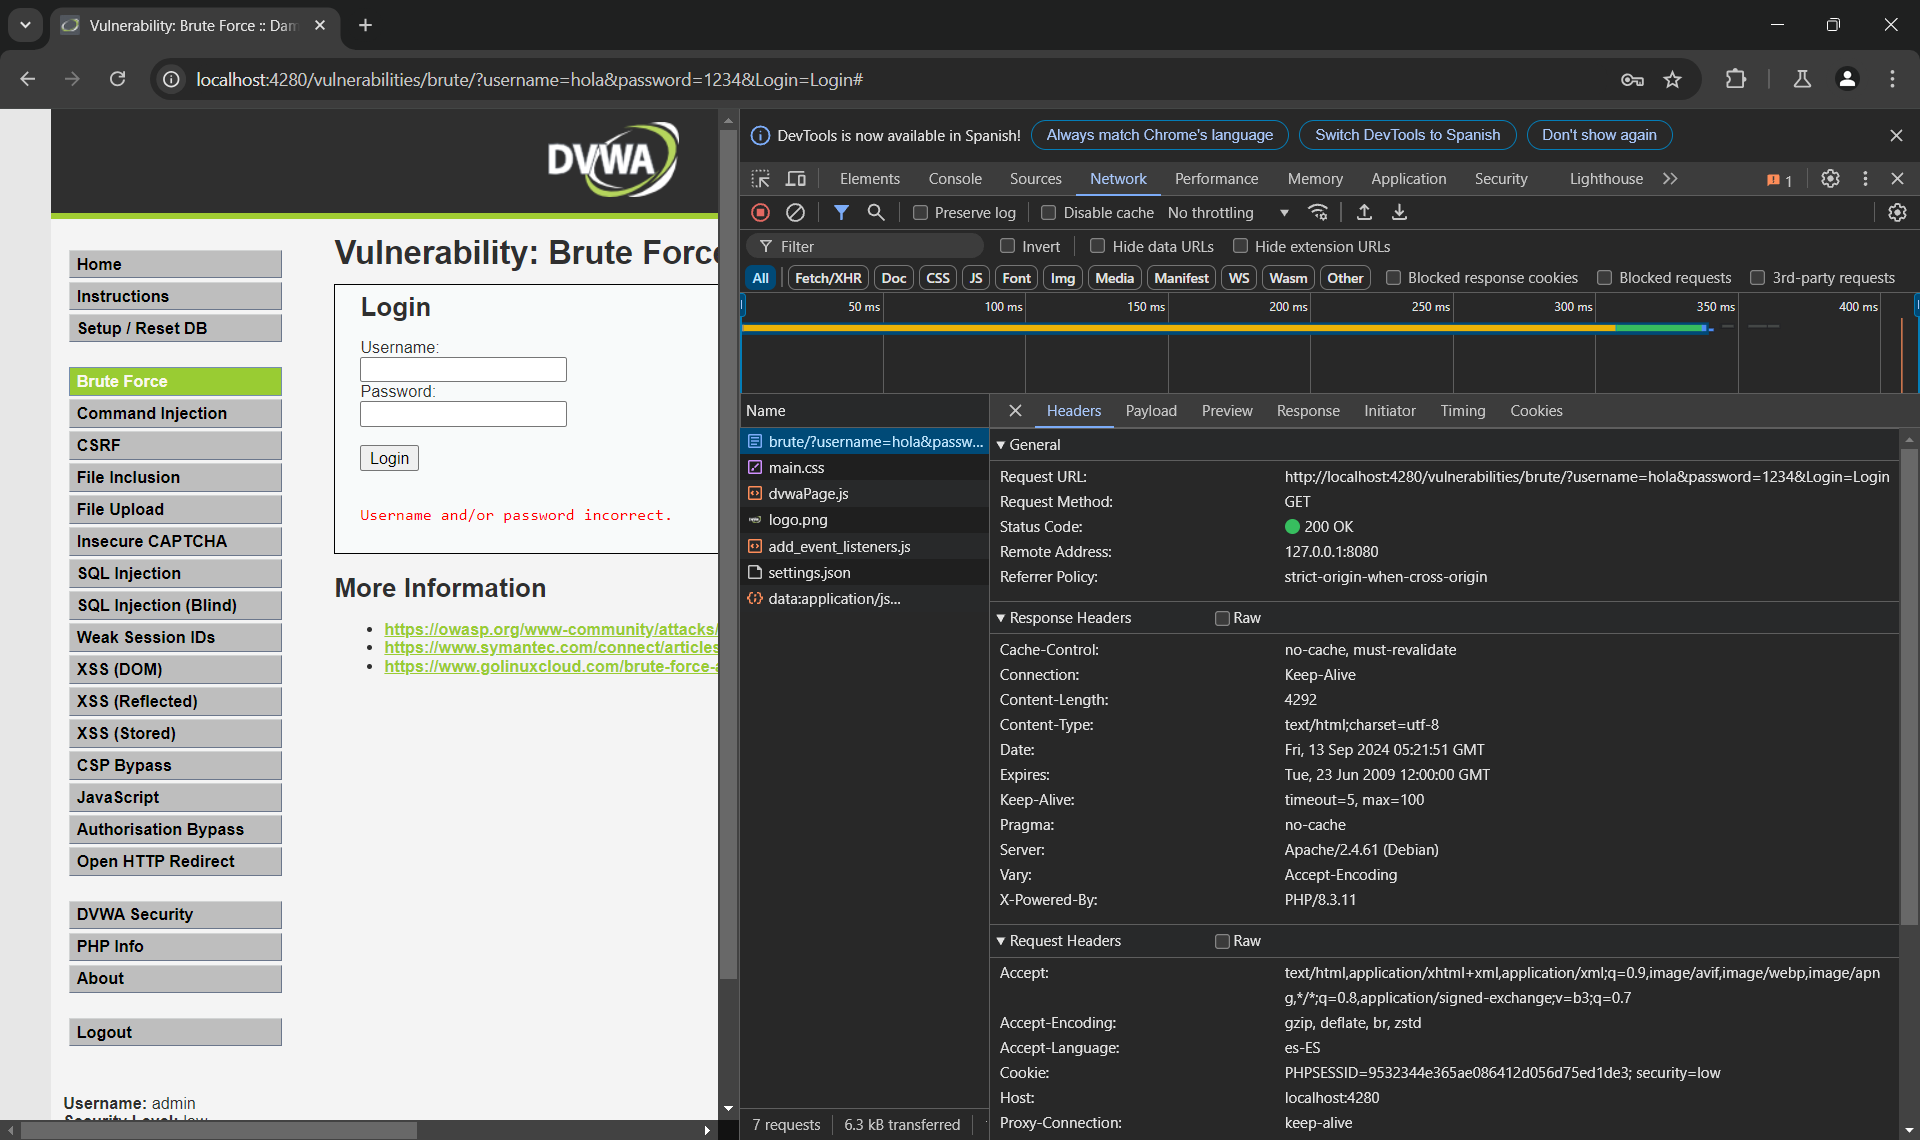 Vulnerability: Brute Force :: Dam
localhost:4280/vulnerabilities/brute/?username=hola&password=1234&Login=Login#
DVWA
Home
Instructions
Setup / Reset DB
Brute Force
Command Injection
CSRF
File Inclusion
File Upload
Insecure CAPTCHA
SQL Injection
SQL Injection (Blind)
Weak Session IDs
XSS (DOM)
XSS (Reflected)
XSS (Stored)
CSP Bypass
JavaScript
Authorisation Bypass
Open HTTP Redirect
DVWA Security
PHP Info
About
Logout
Username: admin
Security Level: low
Vulnerability: Brute Forc
Login
Username:
Password:
Login
Username and/or password incorrect.
More Information
https://owasp.org/www-community/attacks/
https://www.symantec.com/connect/articles
https://www.golinuxcloud.com/brute-force-
DevTools is now available in Spanish! Always match Chrome's language Switch DevTools to Spanish Don't show again
Elements Console Sources Network Performance Memory Application Security Lighthouse 1
Preserve log Disable cache No throttling
Filter Invert Hide data URLs Hide extension URLs
All Fetch/XHR Doc CSS JS Font Img Media Manifest WS Wasm Other Blocked response cookies Blocked requests 3rd-party requests
50 ms 100 ms 150 ms 200 ms 250 ms 300 ms 350 ms 400 ms
Name
brute/?username=hola&passw...
main.css
dvwaPage.js
logo.png
add_event_listeners.js
settings.json
data:application/js...
7 requests 6.3 kB transferred
Headers Payload Preview Response Initiator Timing Cookies
General
Request URL: http://localhost:4280/vulnerabilities/brute/?username=hola&password=1234&Login=Login
Request Method: GET
Status Code: 200 OK
Remote Address: 127.0.0.1:8080
Referrer Policy: strict-origin-when-cross-origin
Response Headers Raw
Cache-Control: no-cache, must-revalidate
Connection: Keep-Alive
Content-Length: 4292
Content-Type: text/html;charset=utf-8
Date: Fri, 13 Sep 2024 05:21:51 GMT
Expires: Tue, 23 Jun 2009 12:00:00 GMT
Keep-Alive: timeout=5, max=100
Pragma: no-cache
Server: Apache/2.4.61 (Debian)
Vary: Accept-Encoding
X-Powered-By: PHP/8.3.11
Request Headers Raw
Accept: text/html,application/xhtml+xml,application/xml;q=0.9,image/avif,image/webp,image/apn
g,*/*;q=0.8,application/signed-exchange;v=b3;q=0.7
Accept-Encoding: gzip, deflate, br, zstd
Accept-Language: es-ES
Cookie: PHPSESSID=9532344e365ae086412d056d75ed1de3; security=low
Host: localhost:4280
Proxy-Connection: keep-alive